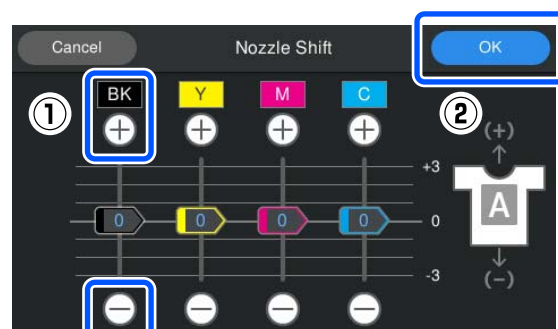 Cancel
Nozzle Shift
OK
①
BK
Y
M
C
②
+
+
+
+
(+)
+3
A
0
0
0
0
0
-3
(−)
−
−
−
−